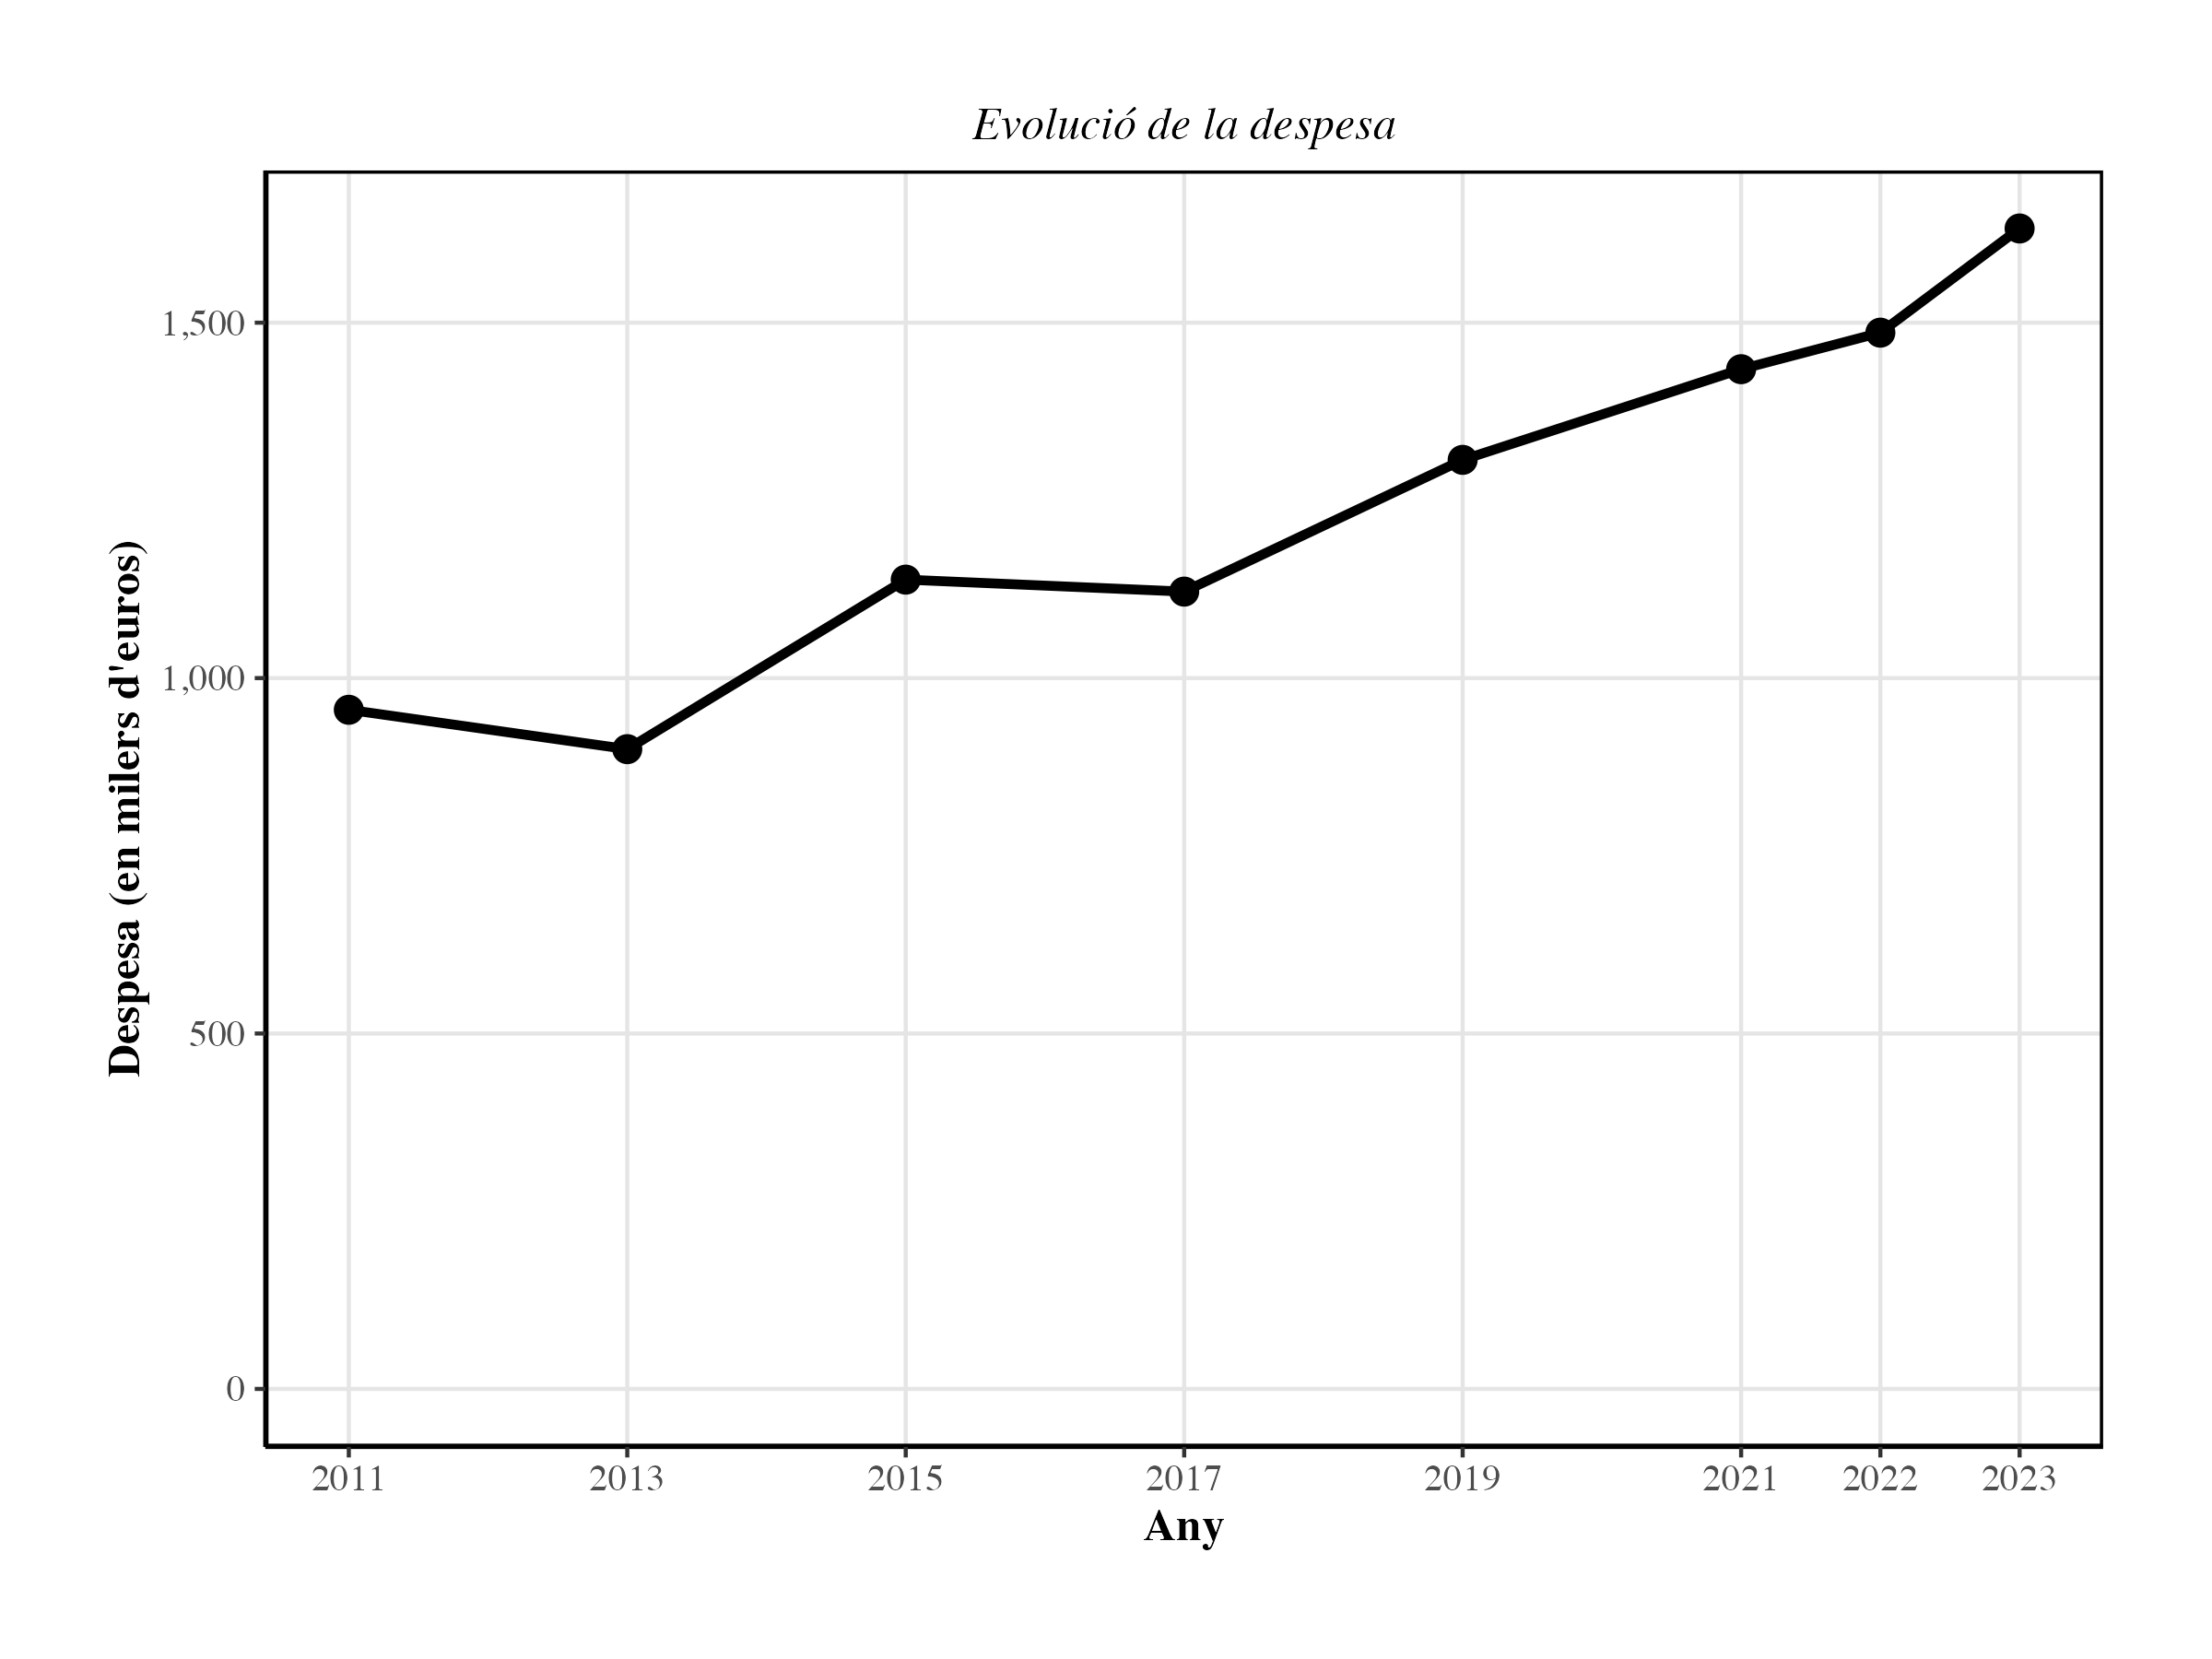 Evolució de la despesa
Despesa (en milers d'euros)
1,500
1,000
500
0
2011 2013 2015 2017 2019 2021 2022 2023
Any